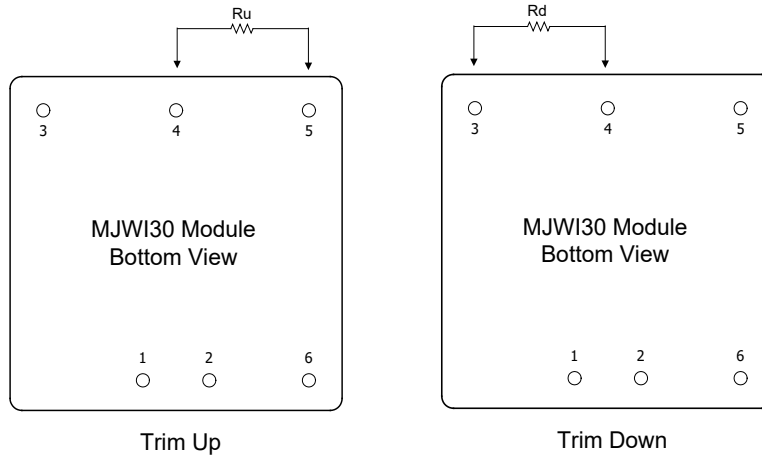 Ru
3 4 5
MJWI30 Module
Bottom View
1 2 6
Trim Up
Rd
3 4 5
MJWI30 Module
Bottom View
1 2 6
Trim Down